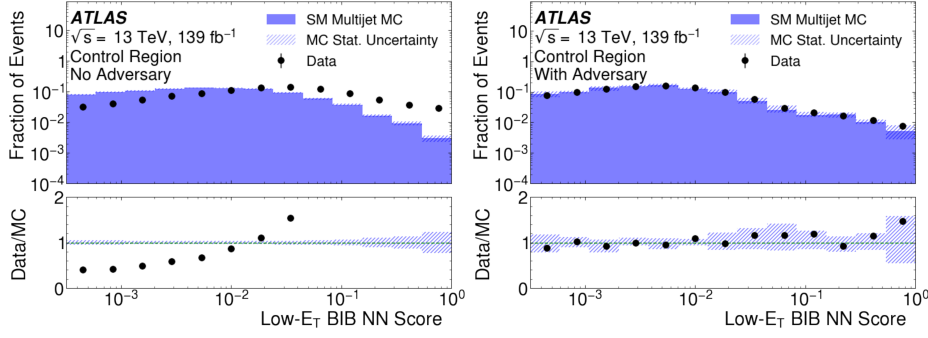 ATLAS
√s = 13 TeV, 139 fb⁻¹
Control Region
No Adversary
SM Multijet MC
MC Stat. Uncertainty
Data
Fraction of Events
10
1
10⁻¹
10⁻²
10⁻³
10⁻⁴
Data/MC
2
1
0
10⁻³ 10⁻² 10⁻¹ 10⁰
Low-E_T BIB NN Score
ATLAS
√s = 13 TeV, 139 fb⁻¹
Control Region
With Adversary
SM Multijet MC
MC Stat. Uncertainty
Data
Fraction of Events
10
1
10⁻¹
10⁻²
10⁻³
10⁻⁴
Data/MC
2
1
0
10⁻³ 10⁻² 10⁻¹ 10⁰
Low-E_T BIB NN Score